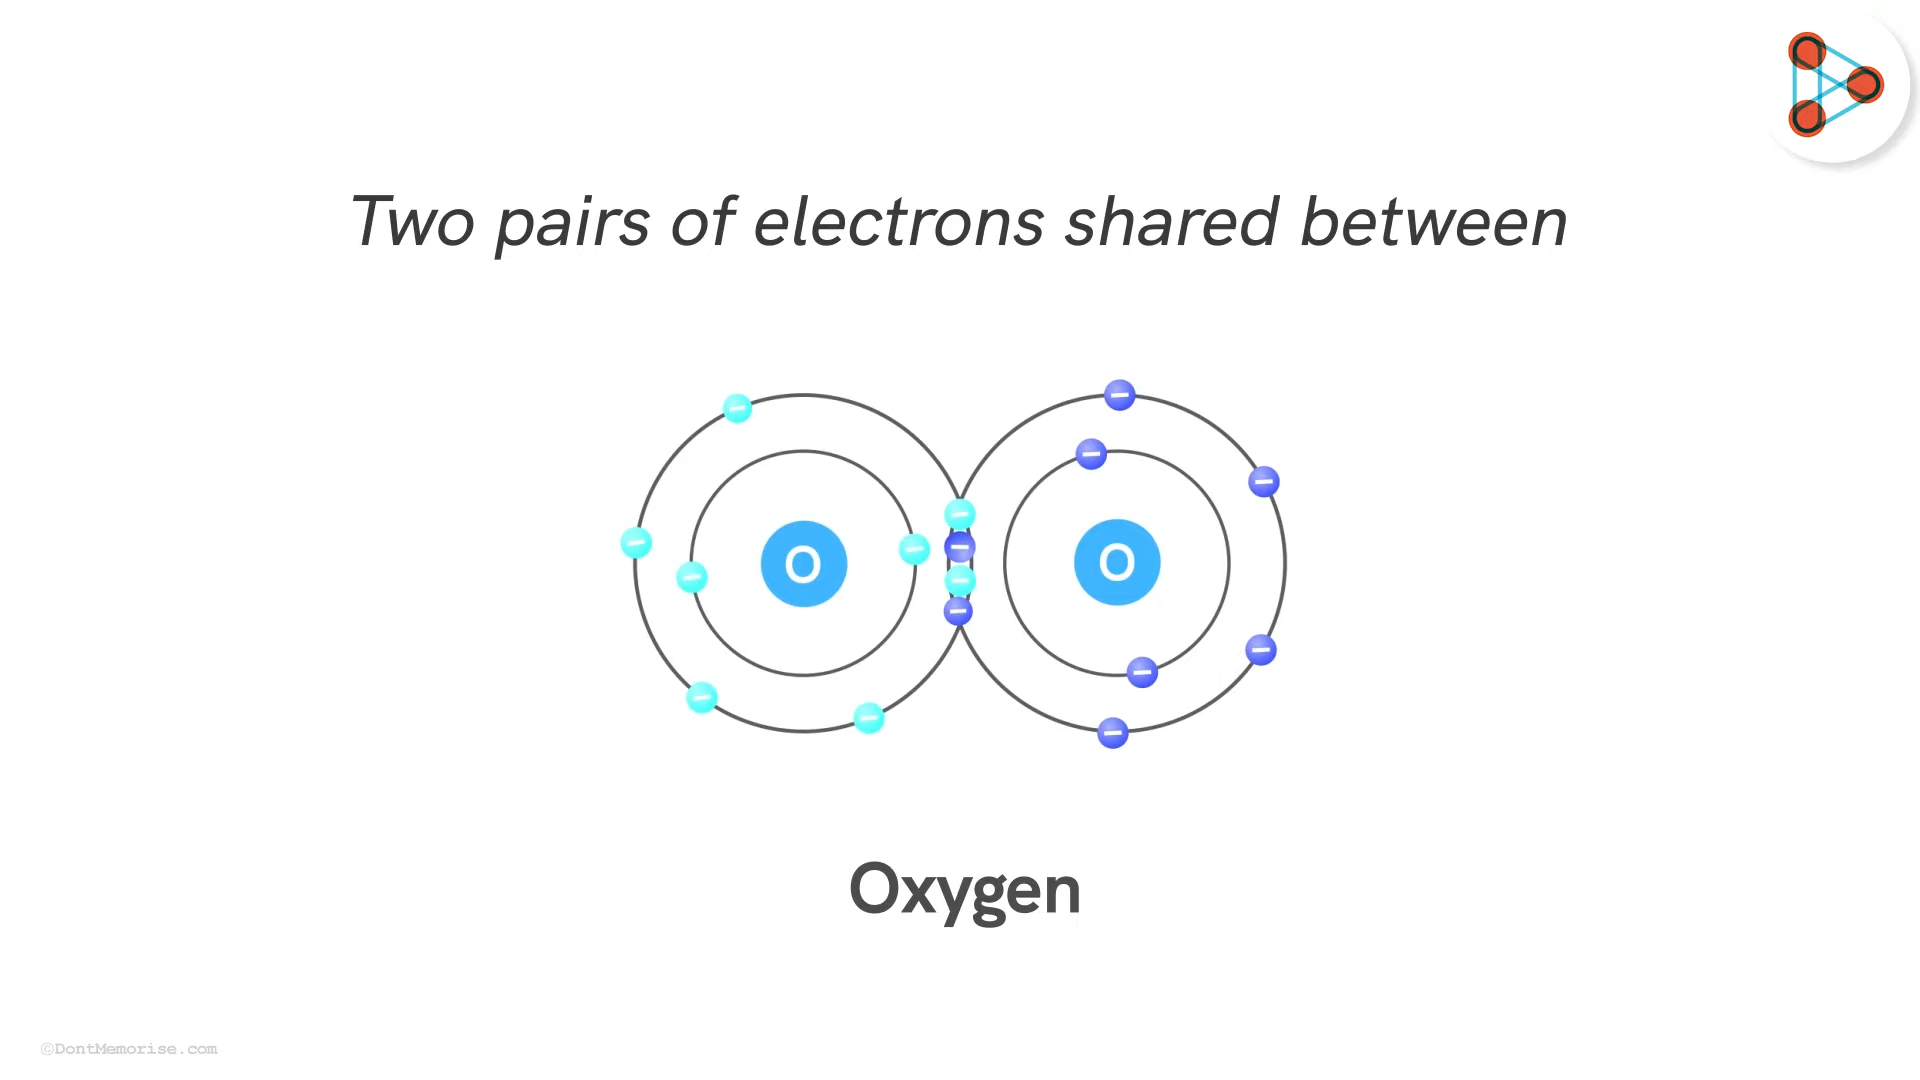 Two pairs of electrons shared between
O O
Oxygen
©DontMemorise.com